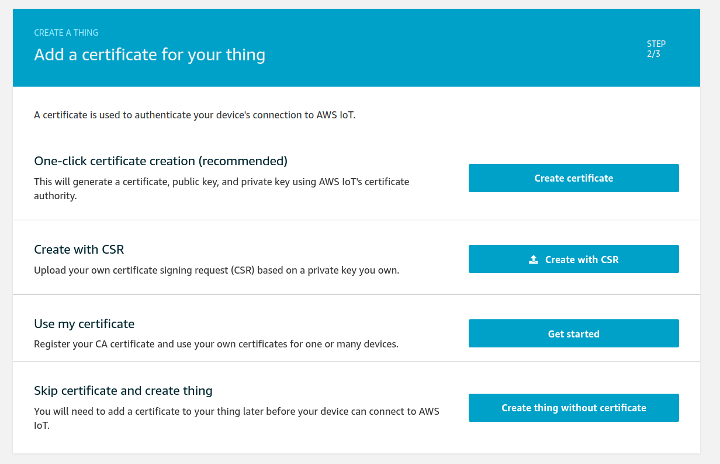 CREATE A THING
Add a certificate for your thing
STEP
2/3
A certificate is used to authenticate your device's connection to AWS IoT.
One-click certificate creation (recommended)
This will generate a certificate, public key, and private key using AWS IoT's certificate
authority.
Create certificate
Create with CSR
Upload your own certificate signing request (CSR) based on a private key you own.
Create with CSR
Use my certificate
Register your CA certificate and use your own certificates for one or many devices.
Get started
Skip certificate and create thing
You will need to add a certificate to your thing later before your device can connect to AWS
IoT.
Create thing without certificate